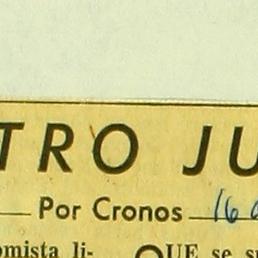 TRO JU
Por Cronos 16
omista li-
QUE se